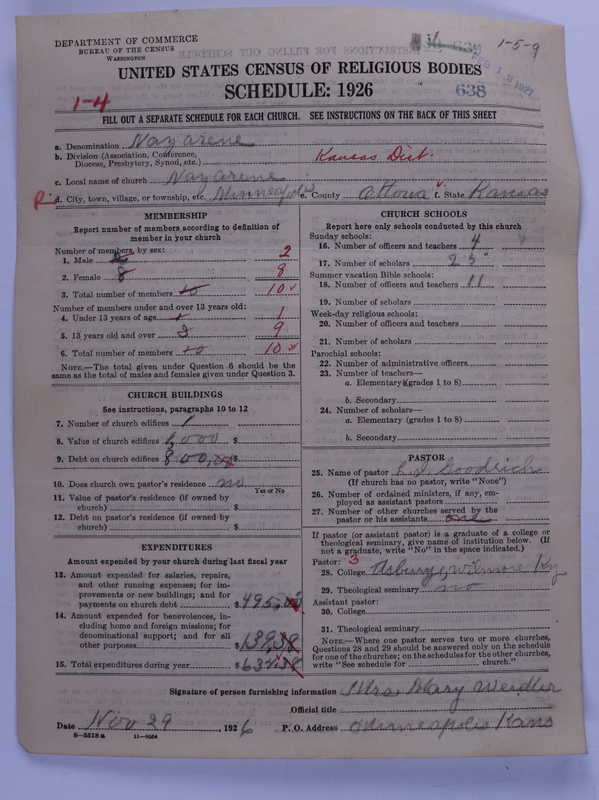 DEPARTMENT OF COMMERCE
BUREAU OF THE CENSUS
WASHINGTON
1-5-9
UNITED STATES CENSUS OF RELIGIOUS BODIES
SCHEDULE: 1926
638
1-4
FILL OUT A SEPARATE SCHEDULE FOR EACH CHURCH. SEE INSTRUCTIONS ON THE BACK OF THIS SHEET
a. Denomination Nazarene
b. Division (Association, Conference, Diocese, Presbytery, Synod, etc.) Kansas Dist.
c. Local name of church Nazarene
d. City, town, village, or township, etc. Minneapolis e. County Ottowa f. State Kansas
MEMBERSHIP
Report number of members according to definition of
member in your church
Number of members, by sex:
1. Male 2
2. Female 8 8
3. Total number of members 10 10
Number of members under and over 13 years old:
4. Under 13 years of age 1
5. 13 years old and over 9
6. Total number of members 10 10
NOTE.—The total given under Question 6 should be
the same as the total of males and females given under Question 3.
CHURCH BUILDINGS
See instructions, paragraphs 10 to 12
7. Number of church edifices 1
8. Value of church edifices 6000 $
9. Debt on church edifices 800,00 $
10. Does church own pastor's residence no
Yes or No
11. Value of pastor's residence (if owned by
church) $
12. Debt on pastor's residence (if owned by
church) $
EXPENDITURES
Amount expended by your church during last fiscal year
13. Amount expended for salaries, repairs,
and other running expenses; for im-
provements or new buildings; and for
payments on church debt $ 495,00
14. Amount expended for benevolences, in-
cluding home and foreign missions; for
denominational support; and for all
other purposes 139,38
15. Total expenditures during year $ 634,38
CHURCH SCHOOLS
Report here only schools conducted by this church
Sunday schools:
16. Number of officers and teachers 4
17. Number of scholars 25
Summer vacation Bible schools:
18. Number of officers and teachers 11
19. Number of scholars
Week-day religious schools:
20. Number of officers and teachers
21. Number of scholars
Parochial schools:
22. Number of administrative officers
23. Number of teachers—
a. Elementary (grades 1 to 8)
b. Secondary
24. Number of scholars—
a. Elementary (grades 1 to 8)
b. Secondary
PASTOR
25. Name of pastor Goodrich
(If church has no pastor, write "None")
26. Number of ordained ministers, if any, em-
ployed as assistant pastors
27. Number of other churches served by the
pastor or his assistants one
If pastor (or assistant pastor) is a graduate of a college or
theological seminary, give name of institution below. (If
not a graduate, write "No" in the space indicated.)
Pastor: 3
28. College Asbury, Wilmore Ky
29. Theological seminary no
Assistant pastor:
30. College
31. Theological seminary
NOTE.—Where one pastor serves two or more churches,
Questions 28 and 29 should be answered only on the schedule
for one of the churches; on the schedules for the other churches,
write "See schedule for church."
Signature of person furnishing information Mrs. Mary Weidler
Official title
Date Nov 29, 1926 P. O. Address Minneapolis Kans
8-5518a 11-9084